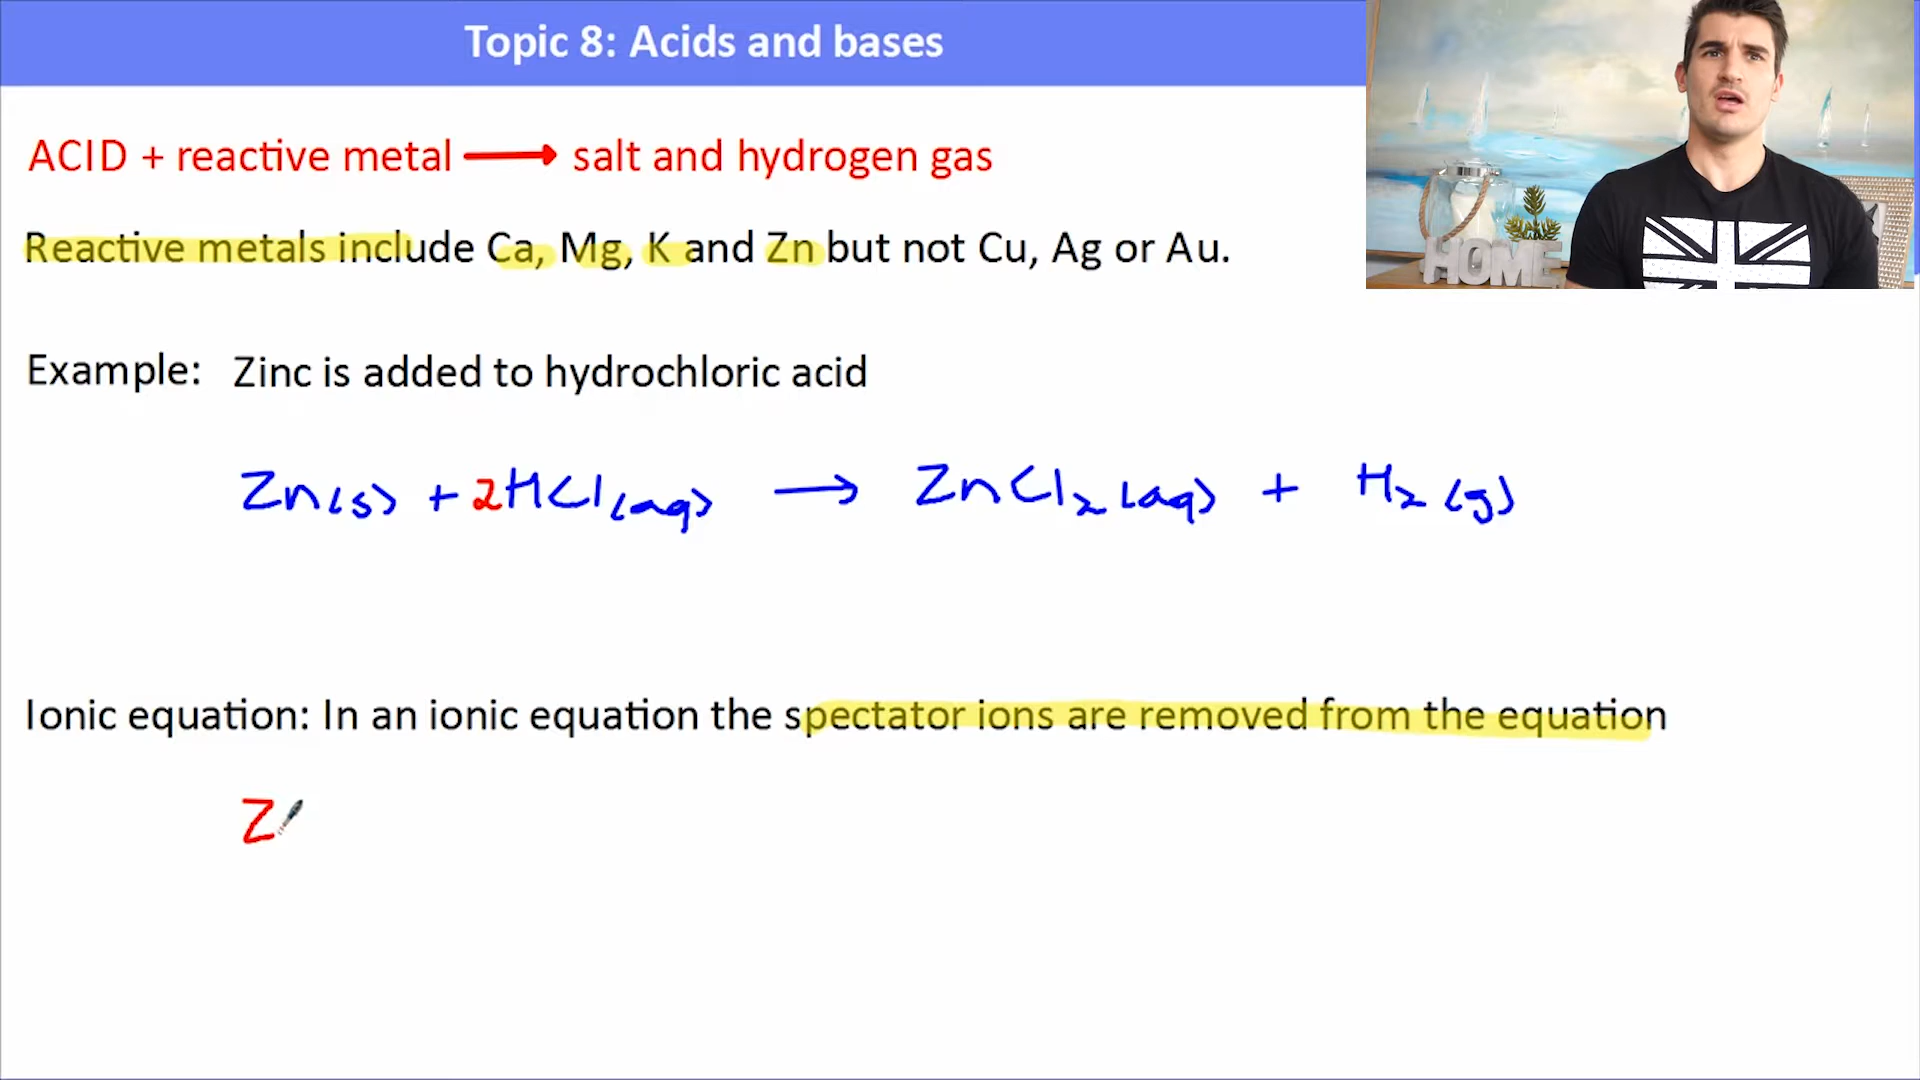 Topic 8: Acids and bases
ACID + reactive metal ⟶ salt and hydrogen gas
Reactive metals include Ca, Mg, K and Zn but not Cu, Ag or Au.
HOME
Example: Zinc is added to hydrochloric acid
Zn(s) + 2HCl(aq) → ZnCl₂(aq) + H₂(g)
Ionic equation: In an ionic equation the spectator ions are removed from the equation
Z